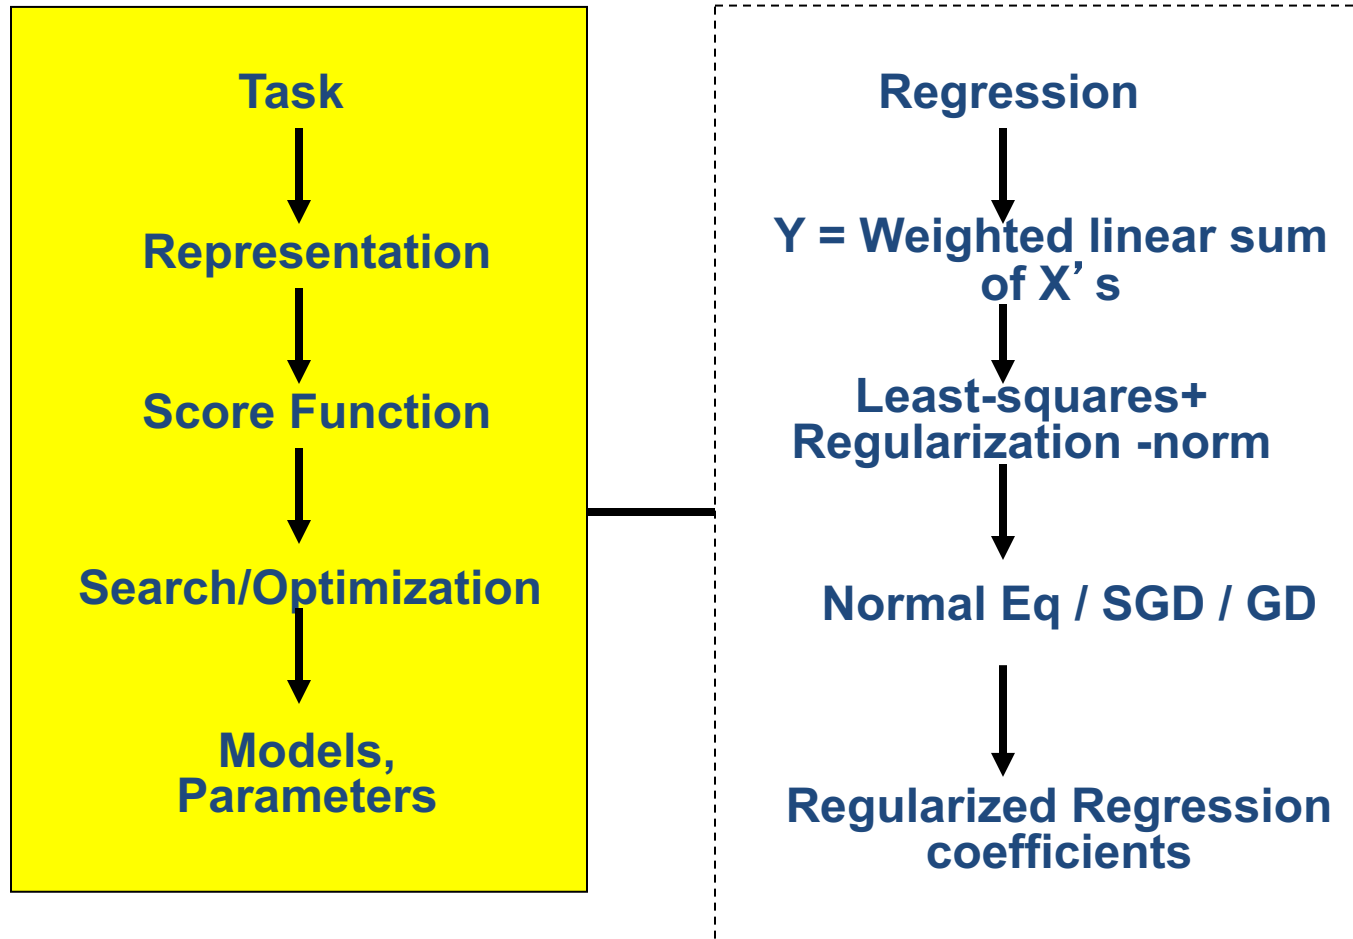 Task
Representation
Score Function
Search/Optimization
Models,
Parameters
Regression
Y = Weighted linear sum
of X’ s
Least-squares+
Regularization -norm
Normal Eq / SGD / GD
Regularized Regression
coefficients